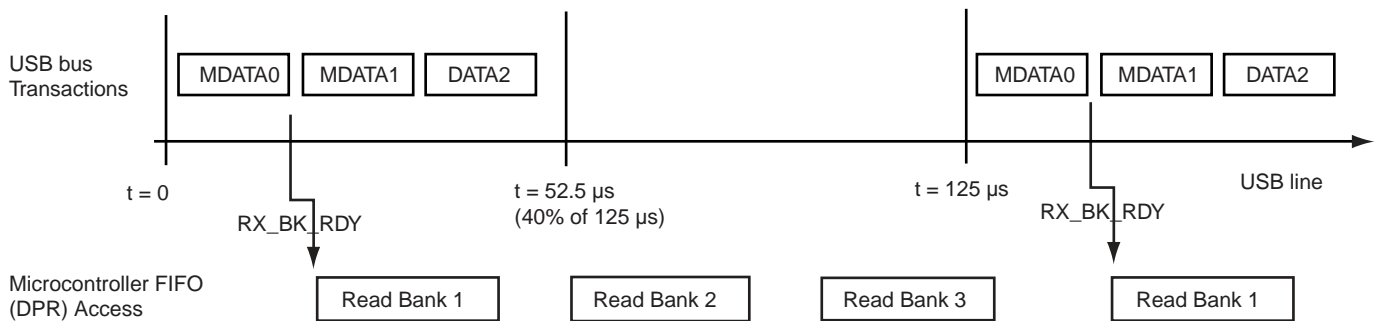 USB bus
Transactions
MDATA0 MDATA1 DATA2 MDATA0 MDATA1 DATA2
t = 0 t = 52.5 µs
(40% of 125 µs)
t = 125 µs USB line
RX_BK_RDY RX_BK_RDY
Microcontroller FIFO
(DPR) Access
Read Bank 1 Read Bank 2 Read Bank 3 Read Bank 1